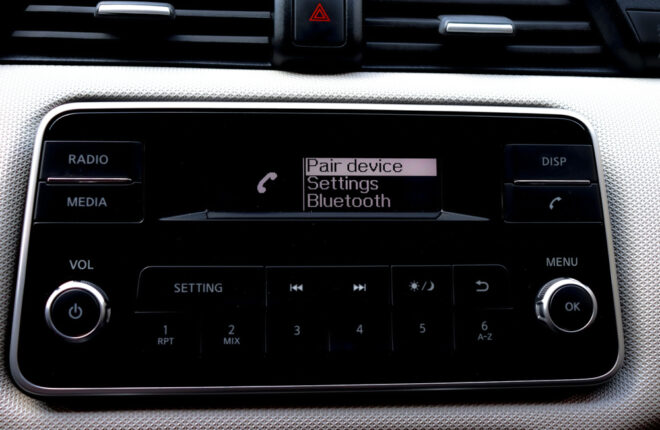 RADIO
MEDIA
Pair device
Settings
Bluetooth
DISP
VOL
MENU
OK
SETTING
1
RPT
2
MIX
3
4
5
6
A-Z